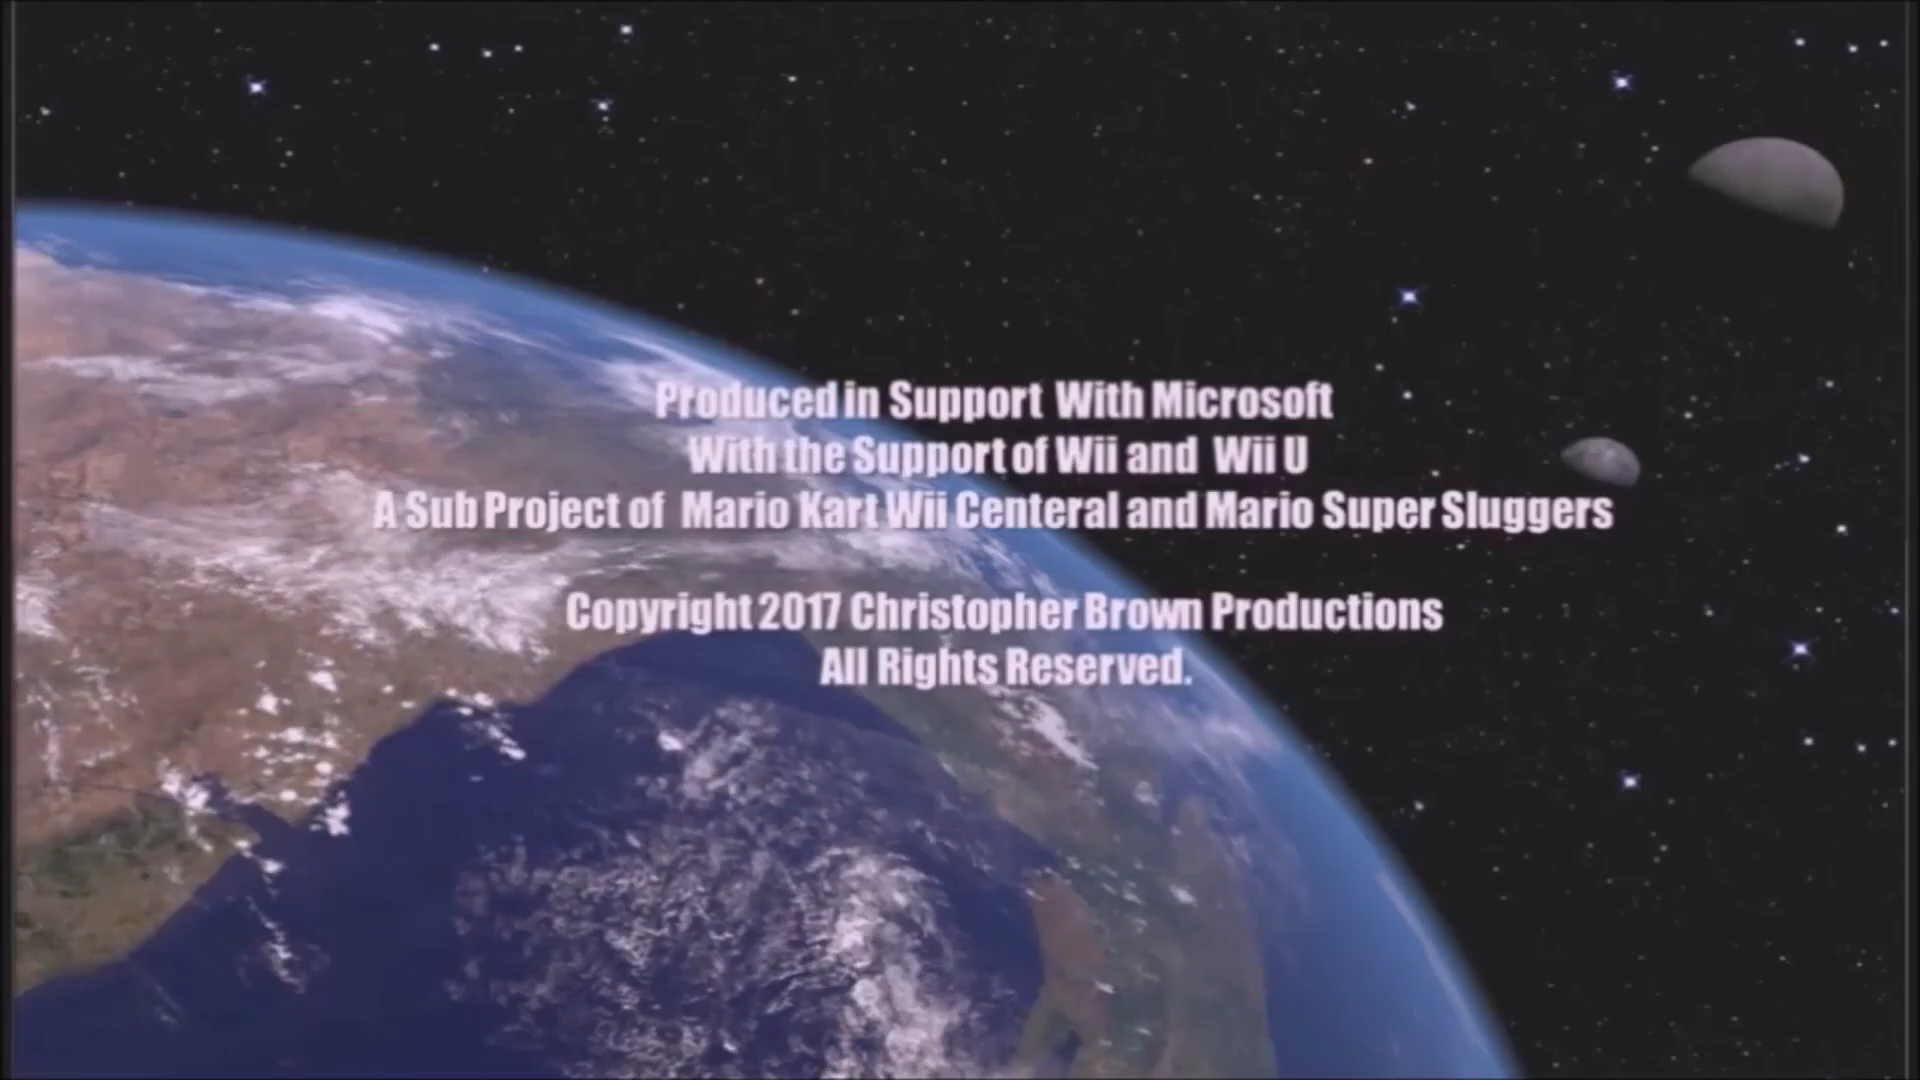 Produced in Support With Microsoft
With the Support of Wii and Wii U
A Sub Project of Mario Kart Wii Centeral and Mario Super Sluggers
Copyright 2017 Christopher Brown Productions
All Rights Reserved.